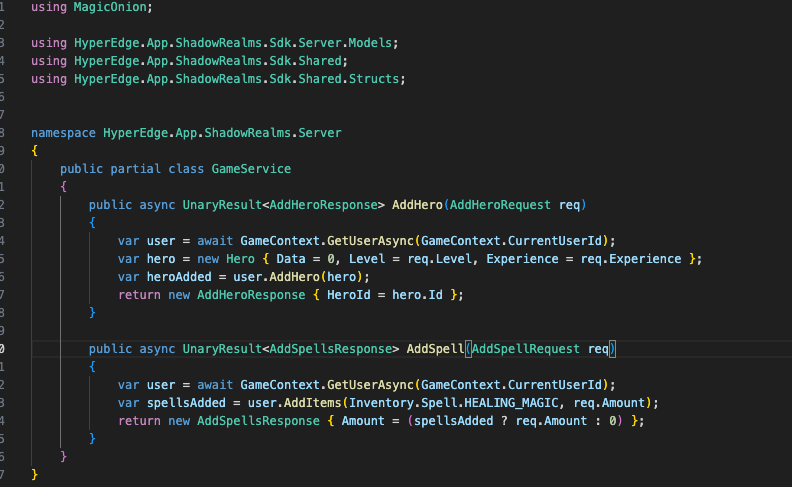 1 using MagicOnion;
2
3 using HyperEdge.App.ShadowRealms.Sdk.Server.Models;
4 using HyperEdge.App.ShadowRealms.Sdk.Shared;
5 using HyperEdge.App.ShadowRealms.Sdk.Shared.Structs;
6
7
8 namespace HyperEdge.App.ShadowRealms.Server
9 {
0 public partial class GameService
1 {
2 public async UnaryResult<AddHeroResponse> AddHero(AddHeroRequest req)
3 {
4 var user = await GameContext.GetUserAsync(GameContext.CurrentUserId);
5 var hero = new Hero { Data = 0, Level = req.Level, Experience = req.Experience };
6 var heroAdded = user.AddHero(hero);
7 return new AddHeroResponse { HeroId = hero.Id };
8 }
9
0 public async UnaryResult<AddSpellsResponse> AddSpell(AddSpellRequest req)
1 {
2 var user = await GameContext.GetUserAsync(GameContext.CurrentUserId);
3 var spellsAdded = user.AddItems(Inventory.Spell.HEALING_MAGIC, req.Amount);
4 return new AddSpellsResponse { Amount = (spellsAdded ? req.Amount : 0) };
5 }
6 }
7 }